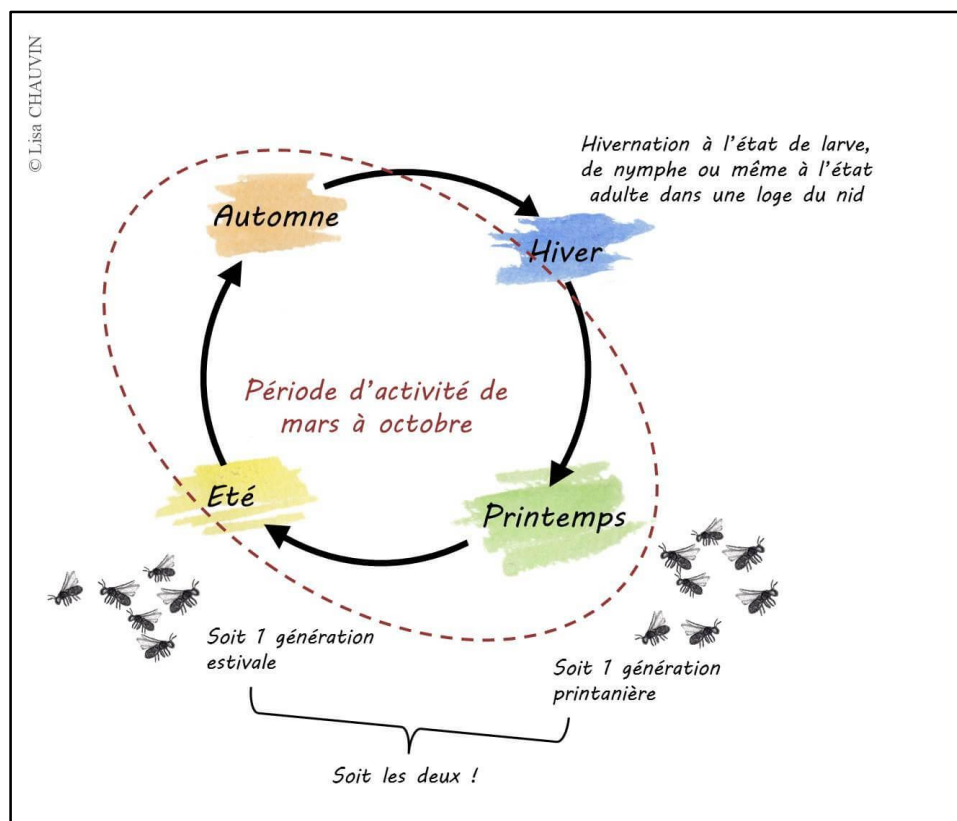 © Lisa CHAUVIN
Hivernation à l'état de larve,
de nymphe ou même à l'état
adulte dans une loge du nid
Automne
Hiver
Période d'activité de
mars à octobre
Eté
Printemps
Soit 1 génération
estivale
Soit 1 génération
printanière
Soit les deux !